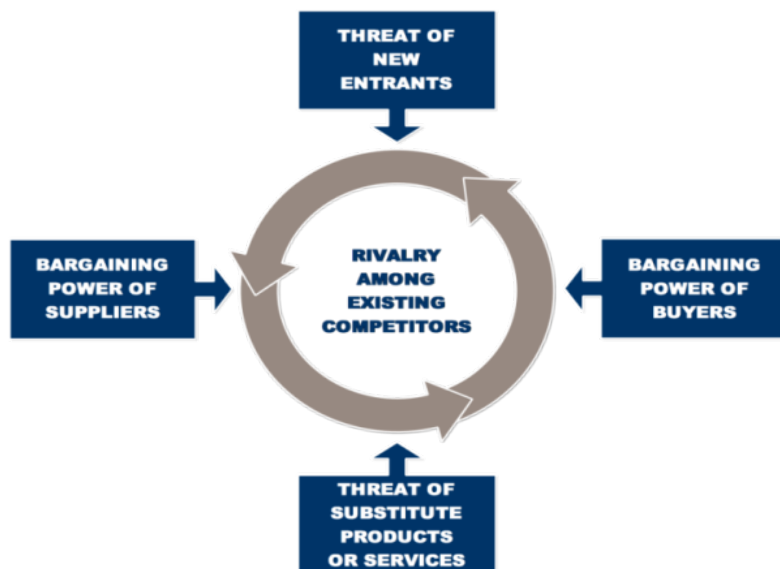 THREAT OF
NEW
ENTRANTS
BARGAINING
POWER OF
SUPPLIERS
RIVALRY
AMONG
EXISTING
COMPETITORS
BARGAINING
POWER OF
BUYERS
THREAT OF
SUBSTITUTE
PRODUCTS
OR SERVICES